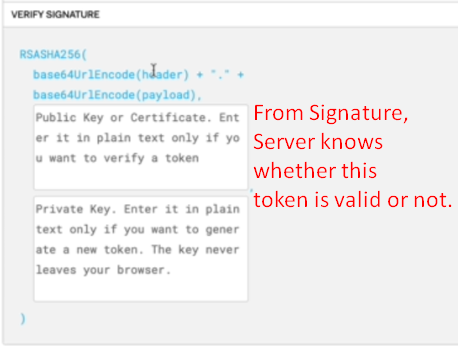 VERIFY SIGNATURE
RSASHA256(
base64UrlEncode(header) + "." +
base64UrlEncode(payload),
Public Key or Certificate. Ent
er it in plain text only if yo
u want to verify a token
,
Private Key. Enter it in plain
text only if you want to gener
ate a new token. The key never
leaves your browser.
)
From Signature,
Server knows
whether this
token is valid or not.